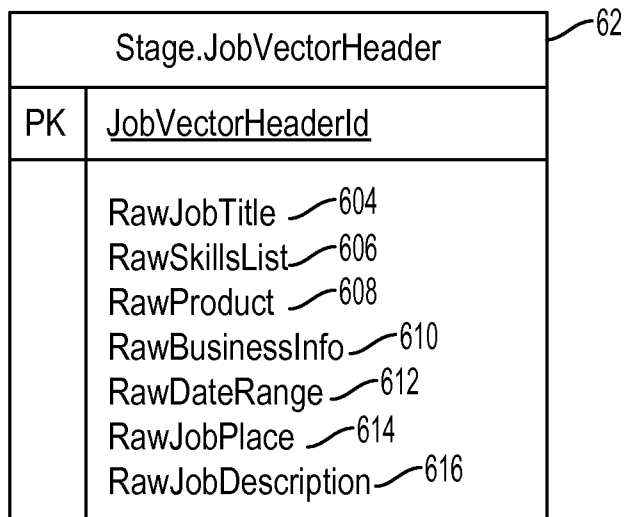 Stage.JobVectorHeader 62
PK JobVectorHeaderId
RawJobTitle 604
RawSkillsList 606
RawProduct 608
RawBusinessInfo 610
RawDateRange 612
RawJobPlace 614
RawJobDescription 616